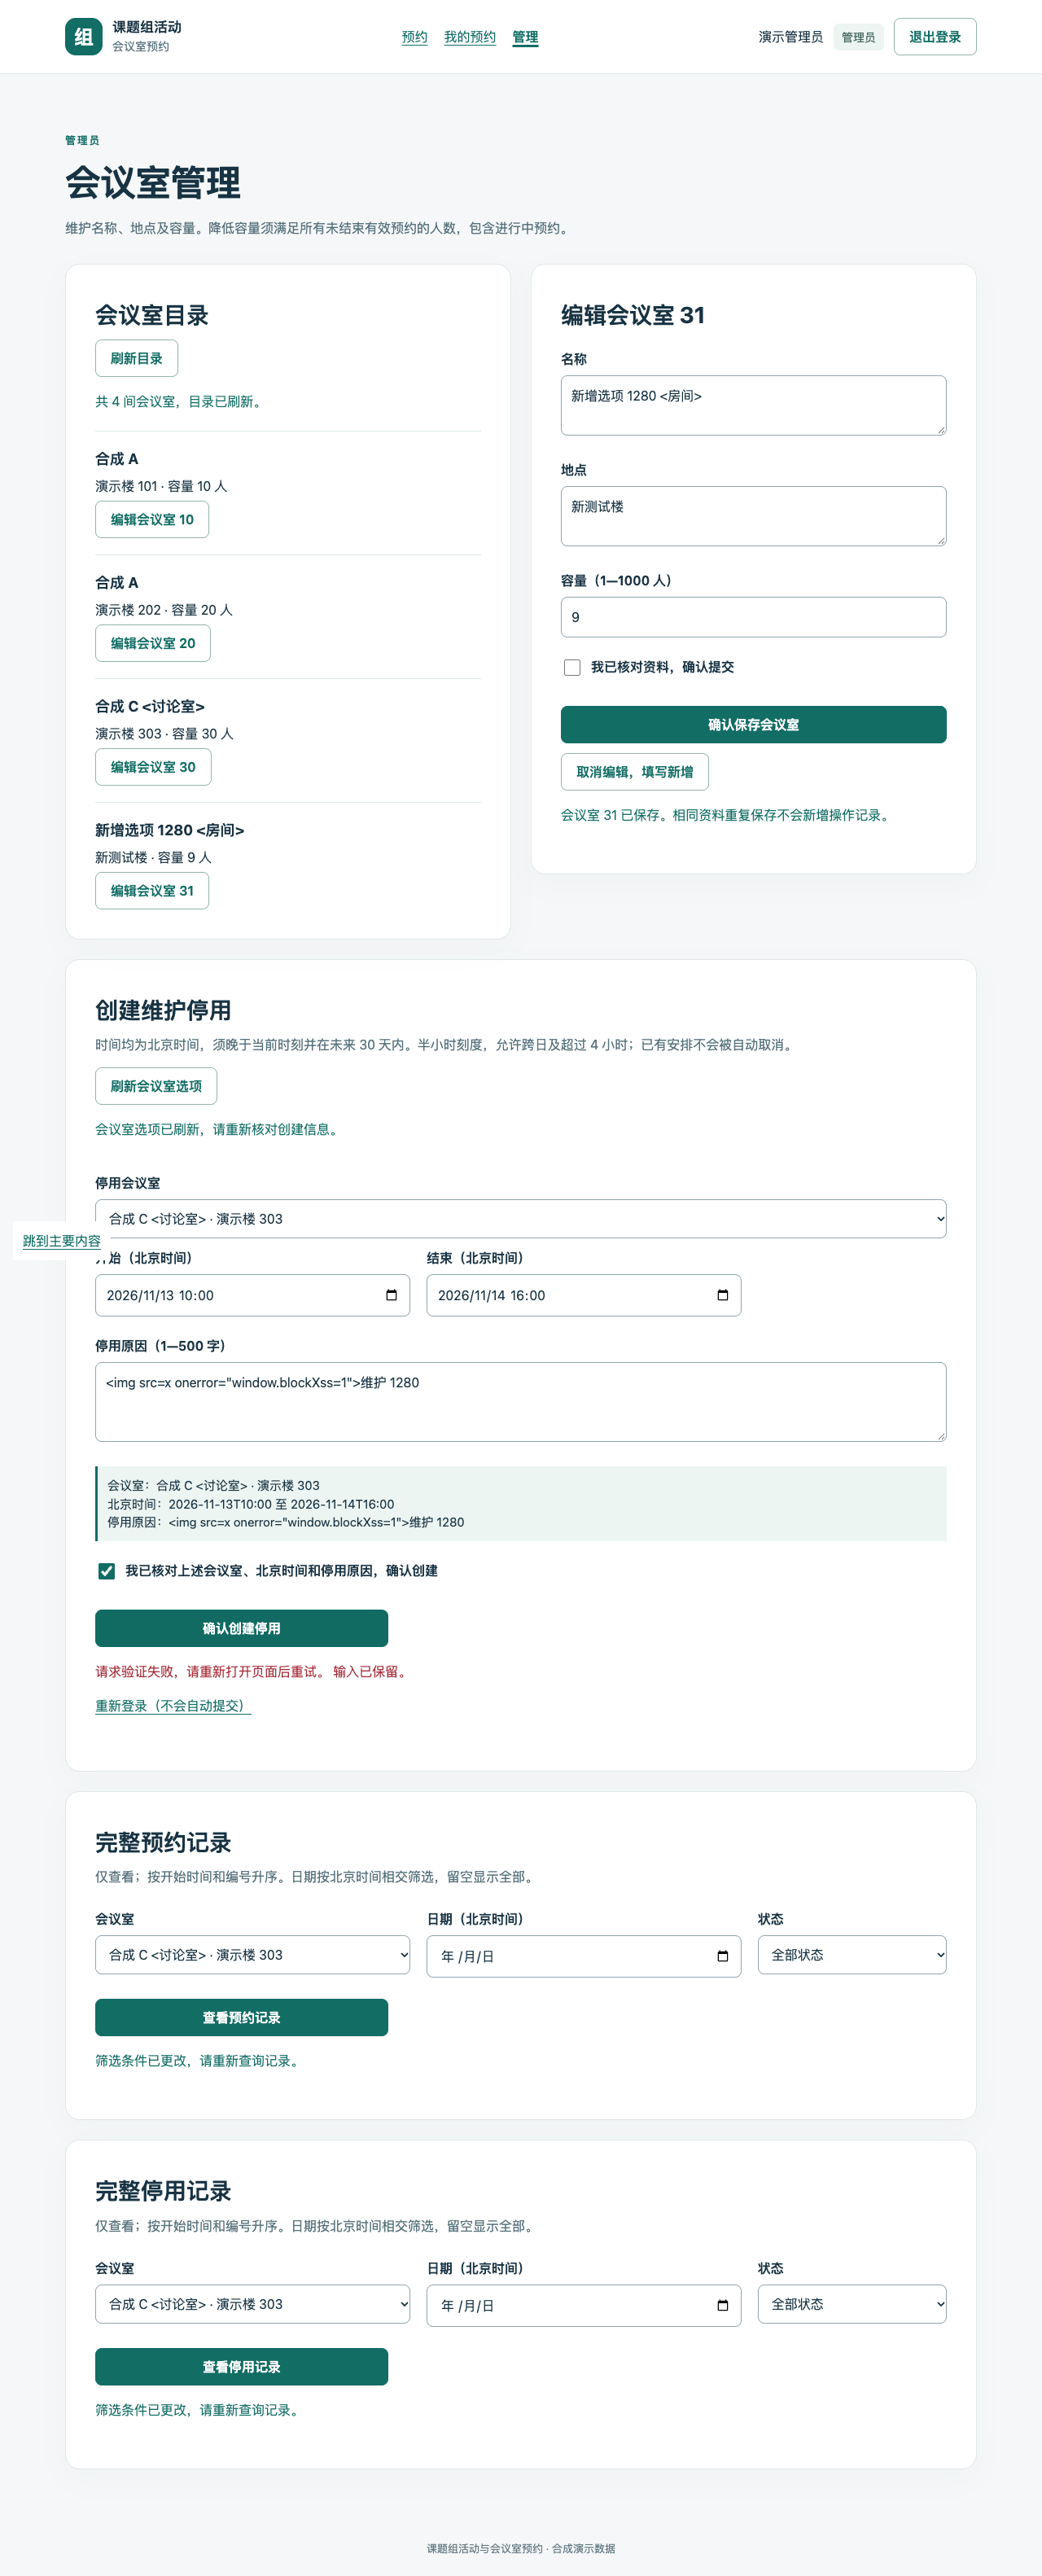 组
课题组活动
会议室预约
预约 我的预约 管理
演示管理员 管理员 退出登录
管理员
会议室管理
维护名称、地点及容量。降低容量须满足所有未结束有效预约的人数，包含进行中预约。
会议室目录
刷新目录
共 4 间会议室，目录已刷新。
合成 A
演示楼 101 · 容量 10 人
编辑会议室 10
合成 A
演示楼 202 · 容量 20 人
编辑会议室 20
合成 C <讨论室>
演示楼 303 · 容量 30 人
编辑会议室 30
新增选项 1280 <房间>
新测试楼 · 容量 9 人
编辑会议室 31
编辑会议室 31
名称
新增选项 1280 <房间>
地点
新测试楼
容量（1—1000 人）
9
我已核对资料，确认提交
确认保存会议室
取消编辑，填写新增
会议室 31 已保存。相同资料重复保存不会新增操作记录。
创建维护停用
时间均为北京时间，须晚于当前时刻并在未来 30 天内。半小时刻度，允许跨日及超过 4 小时；已有安排不会被自动取消。
刷新会议室选项
会议室选项已刷新，请重新核对创建信息。
停用会议室
合成 C <讨论室> · 演示楼 303
跳到主要内容
始（北京时间） 结束（北京时间）
2026/11/13 10:00 2026/11/14 16:00
停用原因（1—500 字）
<img src=x onerror="window.blockXss=1">维护 1280
会议室：合成 C <讨论室> · 演示楼 303
北京时间：2026-11-13T10:00 至 2026-11-14T16:00
停用原因：<img src=x onerror="window.blockXss=1">维护 1280
我已核对上述会议室、北京时间和停用原因，确认创建
确认创建停用
请求验证失败，请重新打开页面后重试。 输入已保留。
重新登录（不会自动提交）
完整预约记录
仅查看；按开始时间和编号升序。日期按北京时间相交筛选，留空显示全部。
会议室 日期（北京时间） 状态
合成 C <讨论室> · 演示楼 303 年 /月/日 全部状态
查看预约记录
筛选条件已更改，请重新查询记录。
完整停用记录
仅查看；按开始时间和编号升序。日期按北京时间相交筛选，留空显示全部。
会议室 日期（北京时间） 状态
合成 C <讨论室> · 演示楼 303 年 /月/日 全部状态
查看停用记录
筛选条件已更改，请重新查询记录。
课题组活动与会议室预约 · 合成演示数据